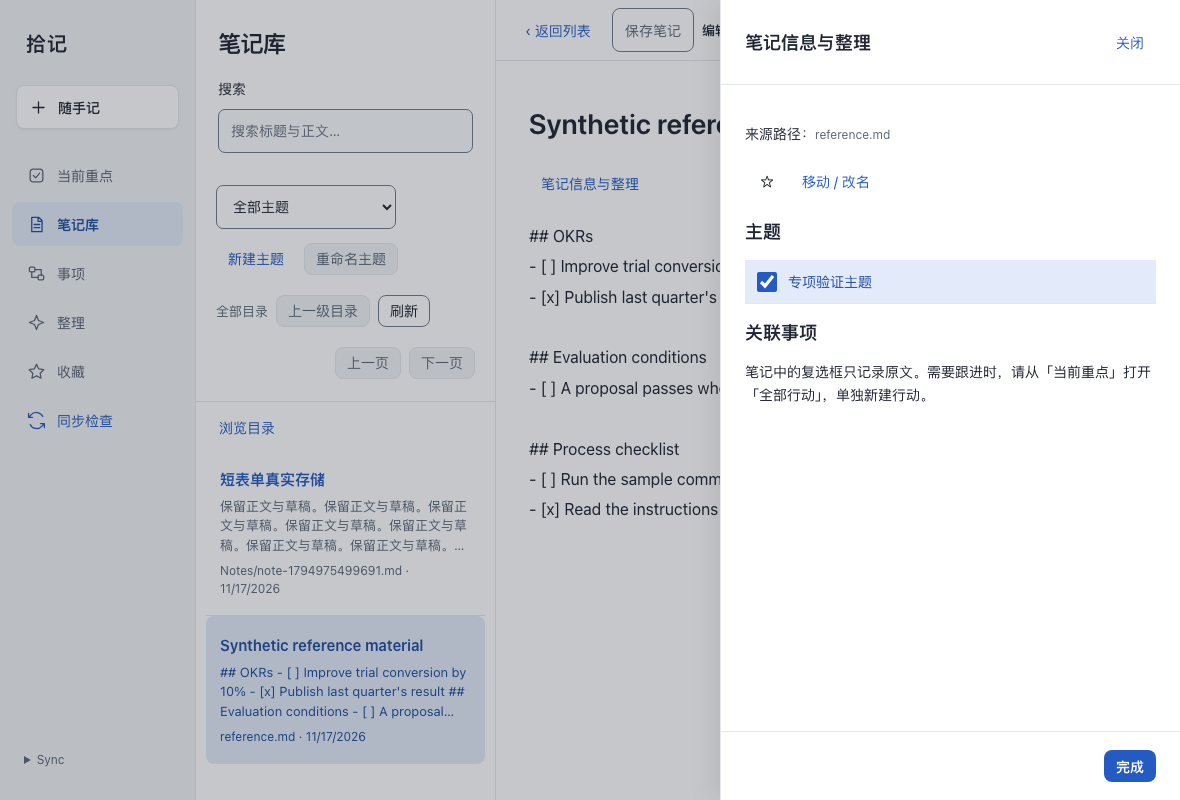 拾记
随手记
当前重点
笔记库
事项
整理
收藏
同步检查
Sync
笔记库
搜索
搜索标题与正文...
全部主题
新建主题 重命名主题
全部目录 上一级目录 刷新
上一页 下一页
浏览目录
短表单真实存储
保留正文与草稿。保留正文与草稿。保留正
文与草稿。保留正文与草稿。保留正文与草
稿。保留正文与草稿。保留正文与草稿。...
Notes/note-1794975499691.md ·
11/17/2026
Synthetic reference material
## OKRs - [ ] Improve trial conversion by
10% - [x] Publish last quarter's result ##
Evaluation conditions - [ ] A proposal...
reference.md · 11/17/2026
‹ 返回列表 保存笔记
Synthetic
笔记信息与整理
## OKRs
- [ ] Improve trial
- [x] Publish last quarter's
## Evaluation conditions
- [ ] A proposal passes
## Process checklist
- [ ] Run the sample
- [x] Read the instructions
笔记信息与整理 关闭
来源路径： reference.md
移动 / 改名
主题
专项验证主题
关联事项
笔记中的复选框只记录原文。需要跟进时，请从「当前重点」打开
「全部行动」，单独新建行动。
完成